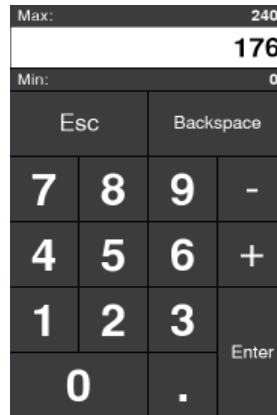 Max: 240
176
Min: 0
Esc Backspace
7 8 9 -
4 5 6 +
1 2 3
Enter
0 .